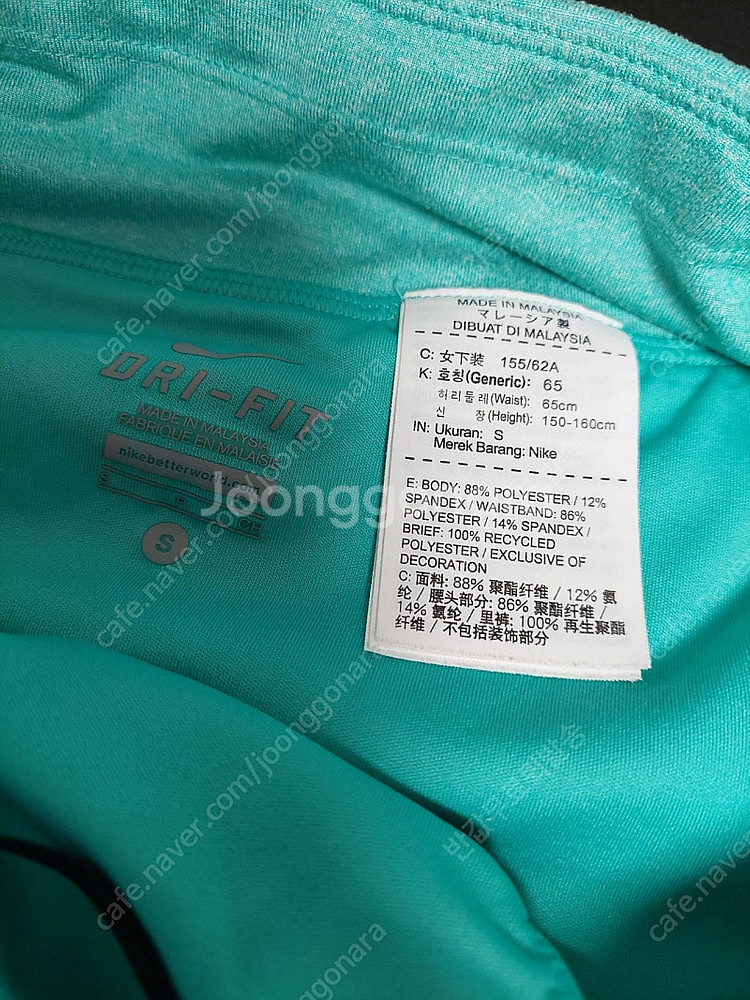 MADE IN MALAYSIA
マレーシア製
DIBUAT DI MALAYSIA
C: 女下装 155/62A
K: 호칭(Generic): 65
허리둘레(Waist): 65cm
신 장(Height): 150-160cm
IN: Ukuran: S
Merek Barang: Nike
E: BODY: 88% POLYESTER / 12%
SPANDEX / WAISTBAND: 86%
POLYESTER / 14% SPANDEX /
BRIEF: 100% RECYCLED
POLYESTER / EXCLUSIVE OF
DECORATION
C: 面料: 88% 聚酯纤维 / 12% 氨
纶 / 腰头部分: 86% 聚酯纤维 /
14% 氨纶 / 里裤: 100% 再生聚酯
纤维 / 不包括装饰部分
DRI-FIT
MADE IN MALAYSIA
FABRIQUE EN MALAISIE
nikebetterworld.com
S
Joonggo
cafe.naver.com/joonggonara
cafe.naver.com/joonggonara
cafe.naver.com/joonggonara
cafe.naver.com
cafe.naver